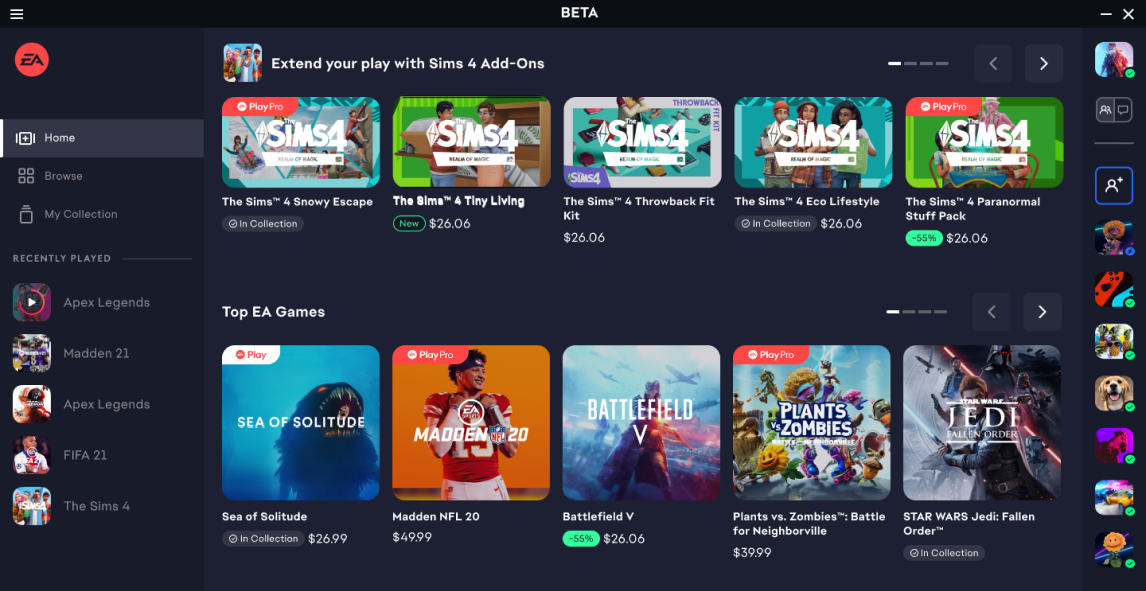 BETA
EA
Home
Browse
My Collection
RECENTLY PLAYED
Apex Legends
Madden 21
Apex Legends
FIFA 21
The Sims 4
Extend your play with Sims 4 Add-Ons
Play Pro
The SIMS 4
REALM OF MAGIC
The Sims™ 4 Snowy Escape
In Collection
The SIMS 4
REALM OF MAGIC
The Sims™ 4 Tiny Living
New $26.06
THROWBACK
FIT KIT
The SIMS 4
REALM OF MAGIC
SIMS4
The Sims™ 4 Throwback Fit
Kit
$26.06
The SIMS 4
REALM OF MAGIC
The Sims™ 4 Eco Lifestyle
In Collection $26.06
Play Pro
The SIMS 4
REALM OF MAGIC
The Sims™ 4 Paranormal
Stuff Pack
-55% $26.06
Top EA Games
Play
SEA OF SOLITUDE
Sea of Solitude
In Collection $26.99
Play Pro
EA
SPORTS
MADDEN NFL 20
Madden NFL 20
$49.99
BATTLEFIELD
V
Battlefield V
-55% $26.06
Play Pro
PLANTS
VS
ZOMBIES
BATTLE FOR NEIGHBORVILLE
Plants vs. Zombies™: Battle
for Neighborville
$39.99
STAR WARS
JEDI
FALLEN ORDER
STAR WARS Jedi: Fallen
Order™
In Collection